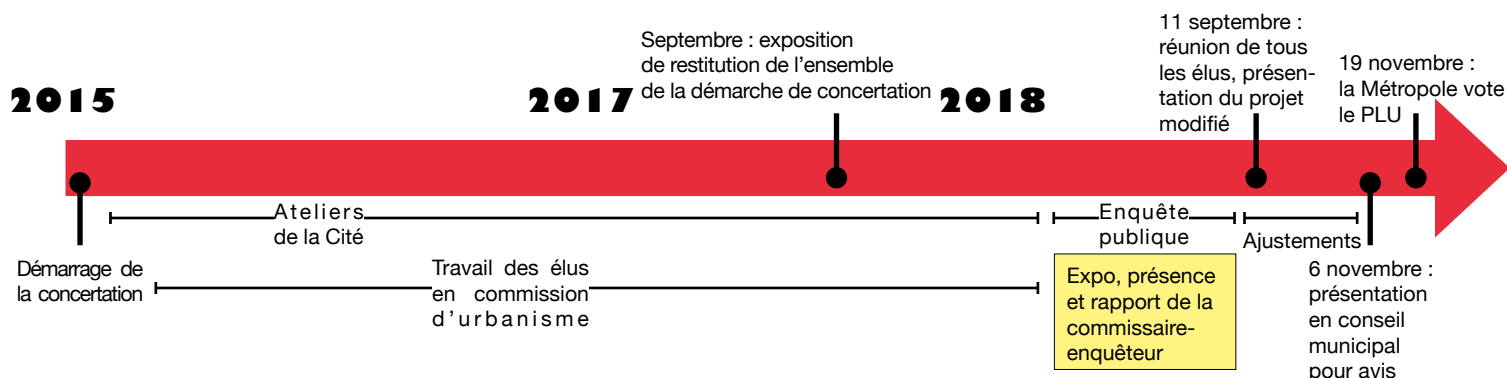 2015
2017
2018
Septembre : exposition
de restitution de l'ensemble
de la démarche de concertation
11 septembre :
réunion de tous
les élus, présen-
tation du projet
modifié
19 novembre :
la Métropole vote
le PLU
Ateliers
de la Cité
Enquête
publique
Ajustements
Démarrage de
la concertation
Travail des élus
en commission
d'urbanisme
Expo, présence
et rapport de la
commissaire-
enquêteur
6 novembre :
présentation
en conseil
municipal
pour avis